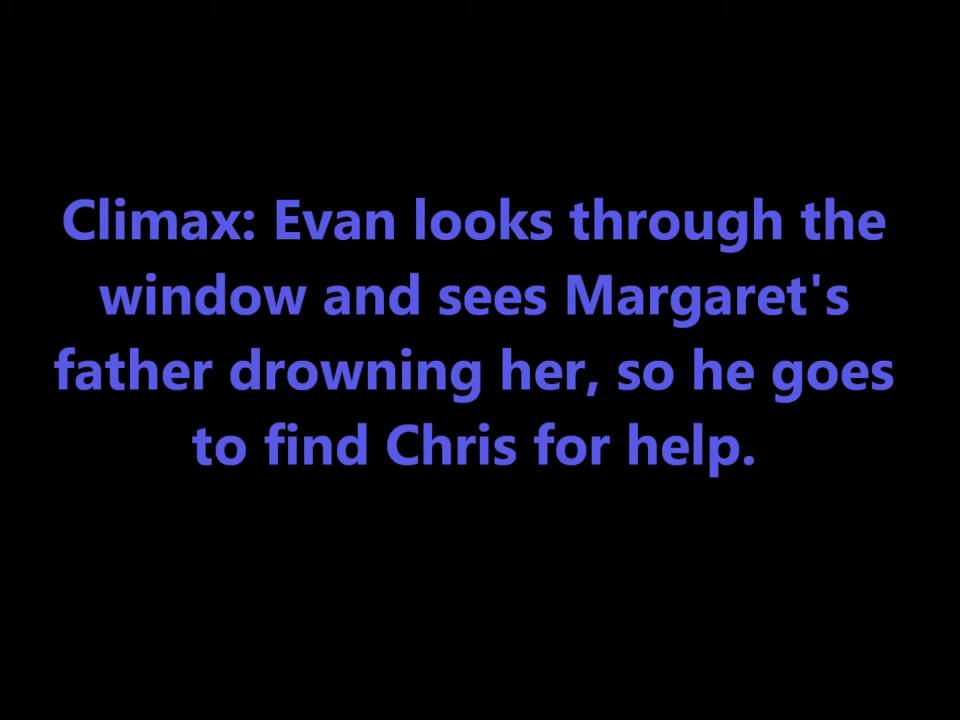 Climax: Evan looks through the
window and sees Margaret's
father drowning her, so he goes
to find Chris for help.